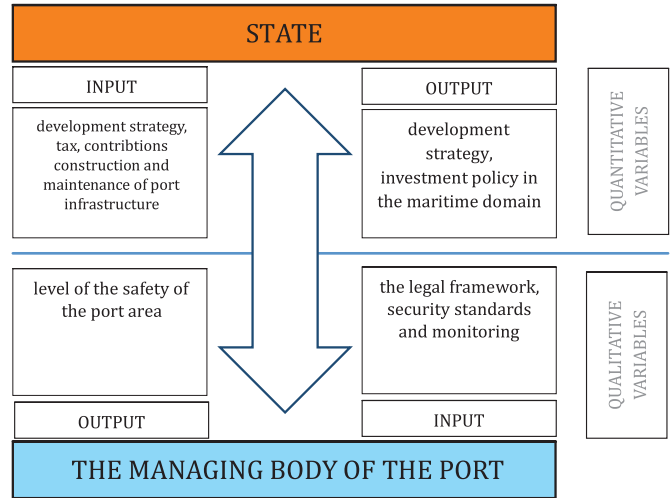 STATE
INPUT
development strategy,
tax, contribtions
construction and
maintenance of port
infrastructure
OUTPUT
development
strategy,
investment policy in
the maritime domain
QUANTITATIVE
VARIABLES
level of the safety of
the port area
OUTPUT
the legal framework,
security standards
and monitoring
INPUT
QUALITATIVE
VARIABLES
THE MANAGING BODY OF THE PORT